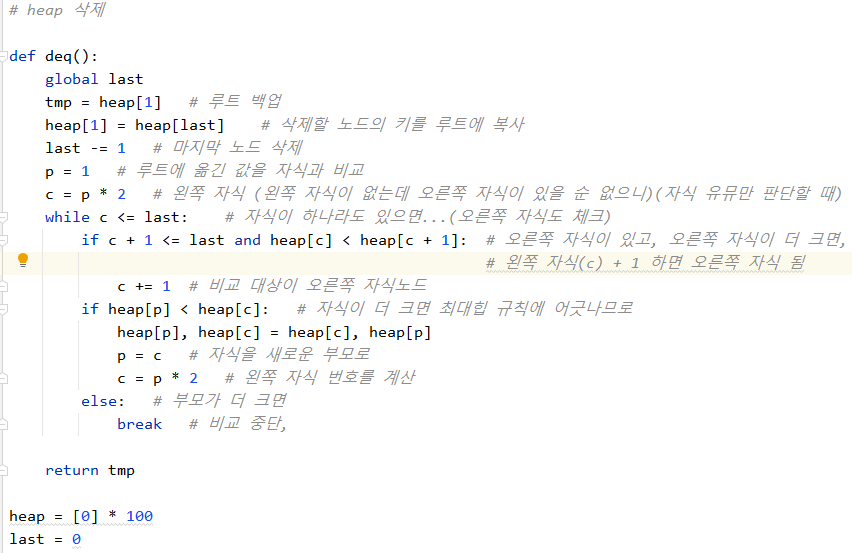 # heap 삭제
def deq():
    global last
    tmp = heap[1]   # 루트 백업
    heap[1] = heap[last]    # 삭제할 노드의 키를 루트에 복사
    last -= 1   # 마지막 노드 삭제
    p = 1   # 루트에 옮긴 값을 자식과 비교
    c = p * 2   # 왼쪽 자식 (왼쪽 자식이 없는데 오른쪽 자식이 있을 순 없으니)(자식 유뮤만 판단할 때)
    while c <= last:    # 자식이 하나라도 있으면...(오른쪽 자식도 체크)
        if c + 1 <= last and heap[c] < heap[c + 1]:  # 오른쪽 자식이 있고, 오른쪽 자식이 더 크면,
                                                     # 왼쪽 자식(c) + 1 하면 오른쪽 자식 됨
            c += 1  # 비교 대상이 오른쪽 자식노드
        if heap[p] < heap[c]:   # 자식이 더 크면 최대힙 규칙에 어긋나므로
            heap[p], heap[c] = heap[c], heap[p]
            p = c   # 자식을 새로운 부모로
            c = p * 2   # 왼쪽 자식 번호를 계산
        else:   # 부모가 더 크면
            break   # 비교 중단,
    return tmp
heap = [0] * 100
last = 0